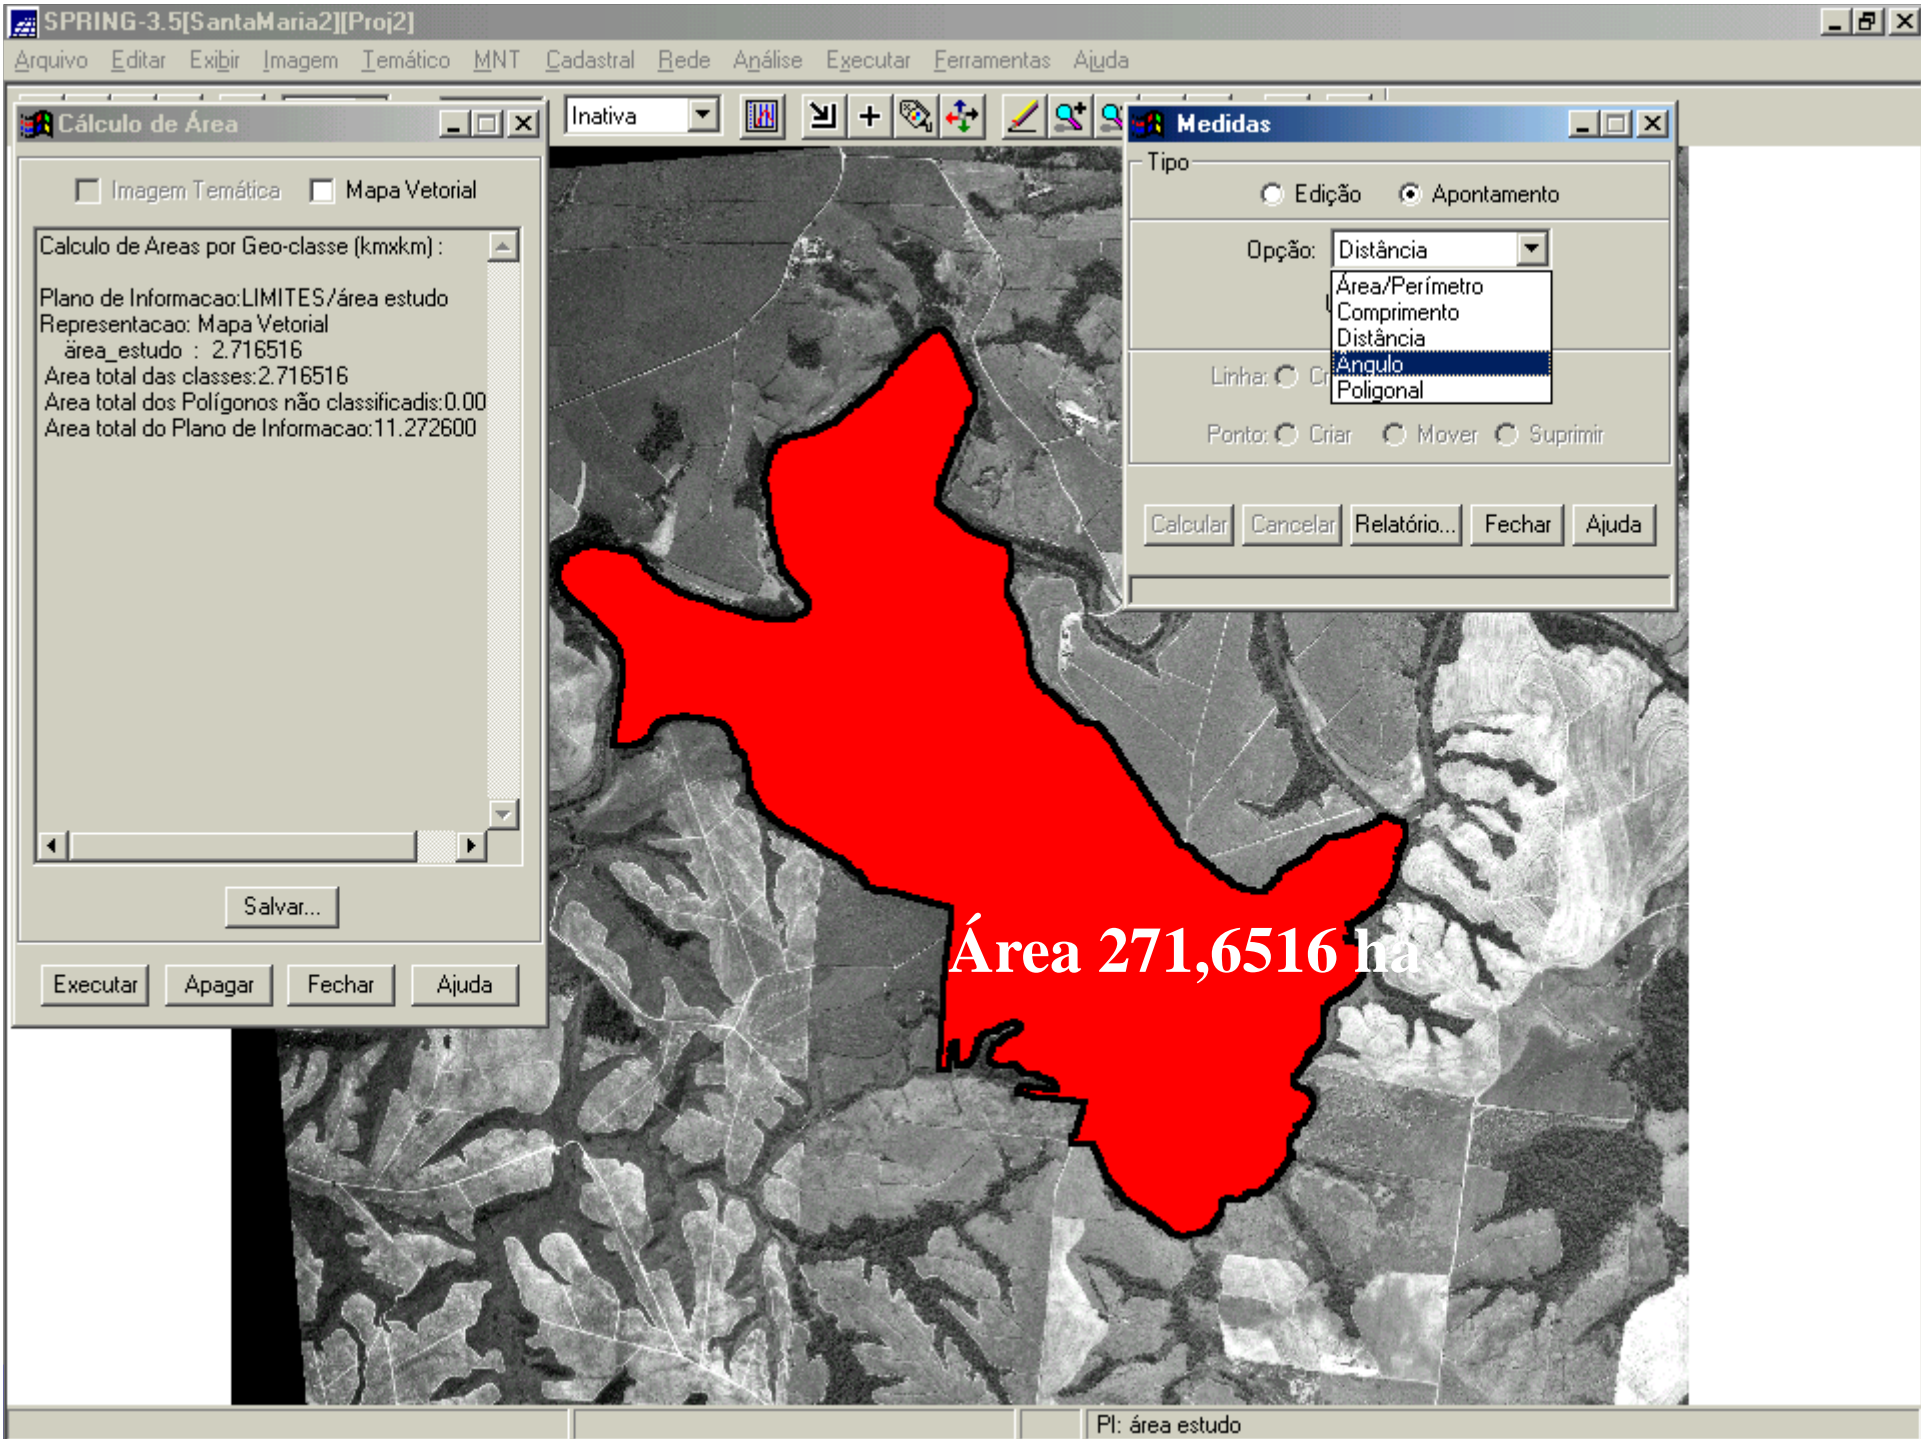 SPRING-3.5[SantaMaria2][Proj2]
Arquivo Editar Exibir Imagem Temático MNT Cadastral Rede Análise Executar Ferramentas Ajuda
Inativa
Cálculo de Área
Imagem Temática Mapa Vetorial
Calculo de Areas por Geo-classe (kmxkm) :
Plano de Informacao:LIMITES/área estudo
Representacao: Mapa Vetorial
ärea_estudo : 2.716516
Area total das classes:2.716516
Area total dos Polígonos não classificadis:0.00
Area total do Plano de Informacao:11.272600
Salvar...
Executar Apagar Fechar Ajuda
Medidas
Tipo
Edição Apontamento
Opção: Distância
Área/Perímetro
Comprimento
Distância
Ângulo
Poligonal
Linha:
Ponto: Criar Mover Suprimir
Calcular Cancelar Relatório... Fechar Ajuda
Área 271,6516 ha
PI: área estudo